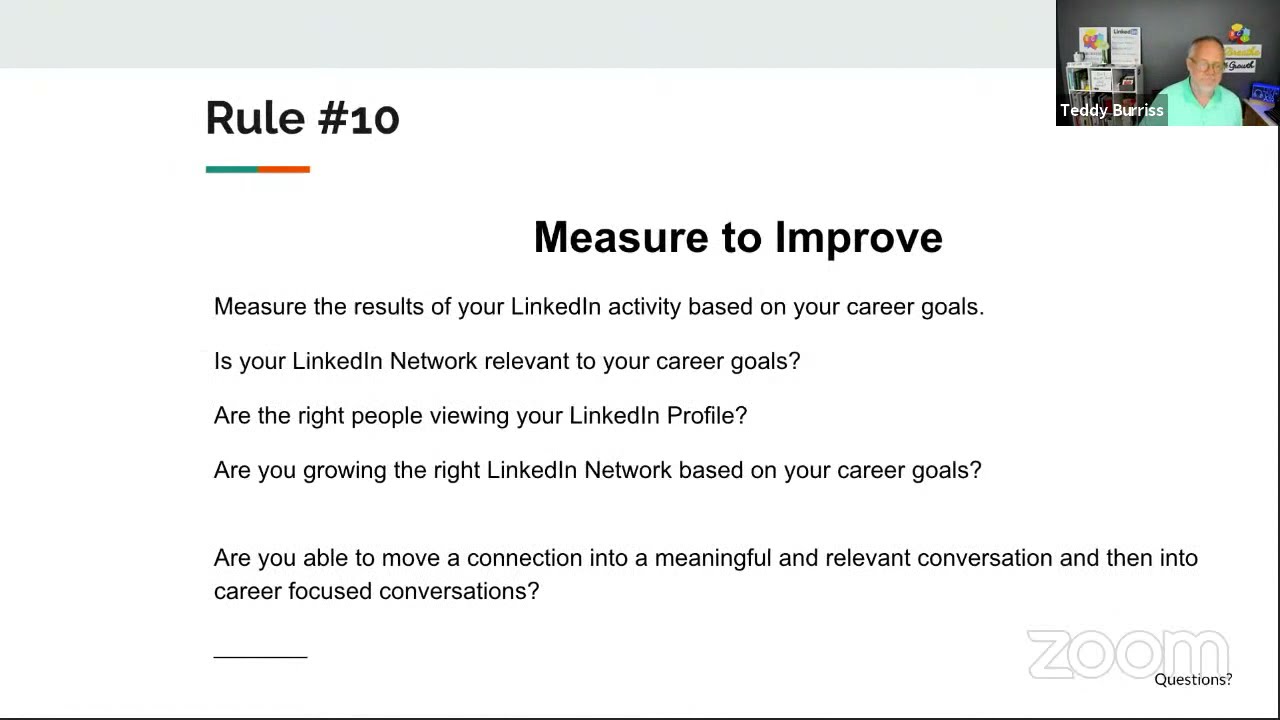 Rule #10
Linked
Breathe
Growth
Teddy Burriss
Measure to Improve
Measure the results of your LinkedIn activity based on your career goals.
Is your LinkedIn Network relevant to your career goals?
Are the right people viewing your LinkedIn Profile?
Are you growing the right LinkedIn Network based on your career goals?
Are you able to move a connection into a meaningful and relevant conversation and then into
career focused conversations?
zoom
Questions?